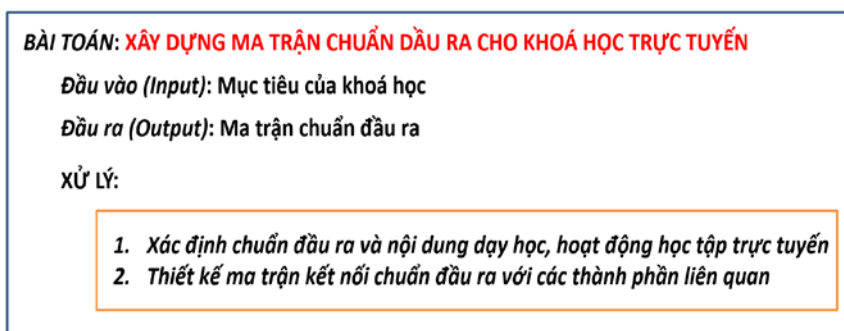 BÀI TOÁN: XÂY DỰNG MA TRẬN CHUẨN DẦU RA CHO KHOÁ HỌC TRỰC TUYẾN
Đầu vào (Input): Mục tiêu của khoá học
Đầu ra (Output): Ma trận chuẩn đầu ra
XỬ LÝ:
1. Xác định chuẩn đầu ra và nội dung dạy học, hoạt động học tập trực tuyến
2. Thiết kế ma trận kết nối chuẩn đầu ra với các thành phần liên quan